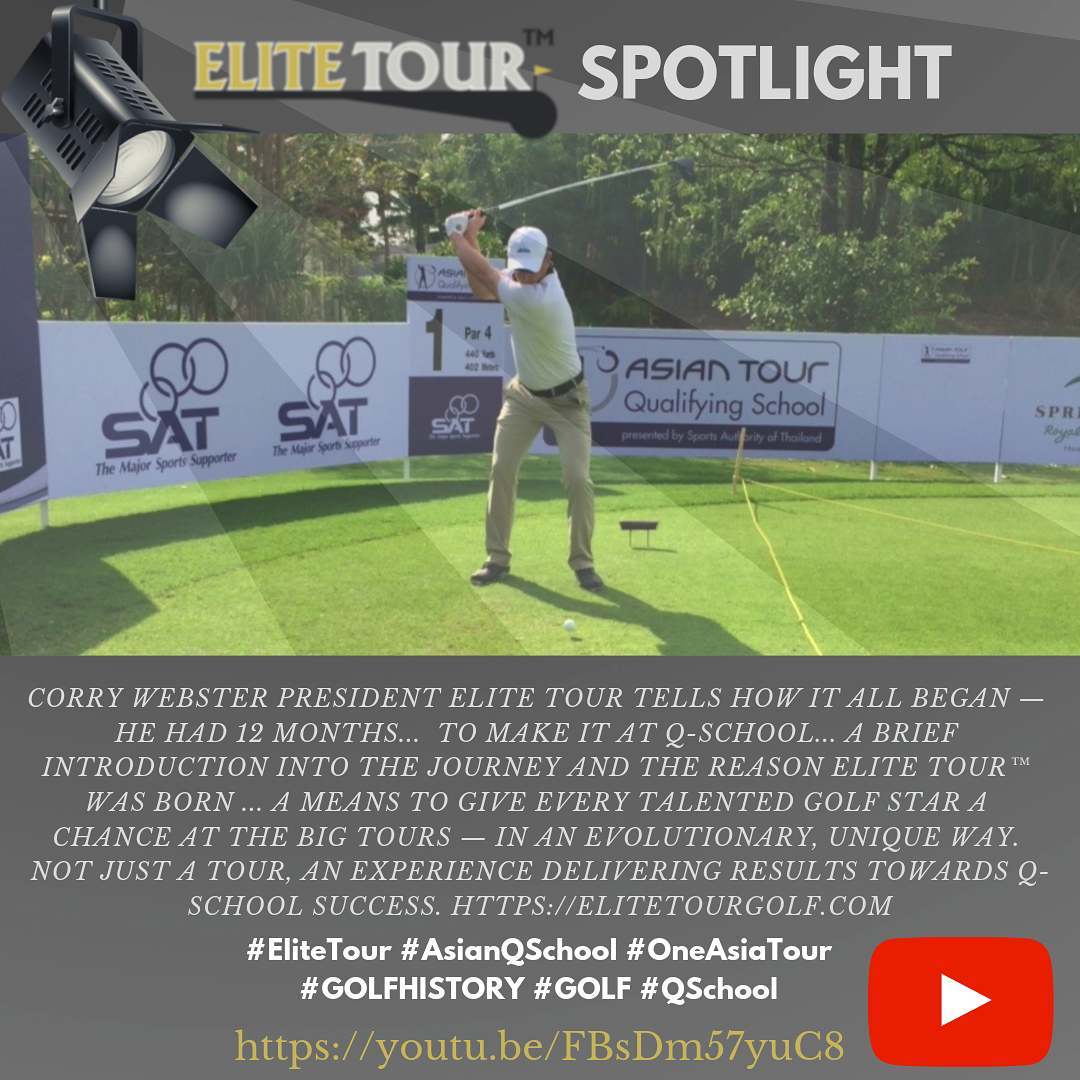 ELITE TOUR™ SPOTLIGHT
1
Par 4
440 Yards
402 Metres
SAT
The Major Sports Supporter
SAT
The Major Sports Supporter
SAT
ASIAN TOUR
Qualifying School
presented by Sports Authority of Thailand
CORRY WEBSTER PRESIDENT ELITE TOUR TELLS HOW IT ALL BEGAN —
HE HAD 12 MONTHS... TO MAKE IT AT Q-SCHOOL... A BRIEF
INTRODUCTION INTO THE JOURNEY AND THE REASON ELITE TOUR™
WAS BORN ... A MEANS TO GIVE EVERY TALENTED GOLF STAR A
CHANCE AT THE BIG TOURS — IN AN EVOLUTIONARY, UNIQUE WAY.
NOT JUST A TOUR, AN EXPERIENCE DELIVERING RESULTS TOWARDS Q-
SCHOOL SUCCESS. HTTPS://ELITETOURGOLF.COM
#EliteTour #AsianQSchool #OneAsiaTour
#GOLFHISTORY #GOLF #QSchool
https://youtu.be/FBsDm57yuC8